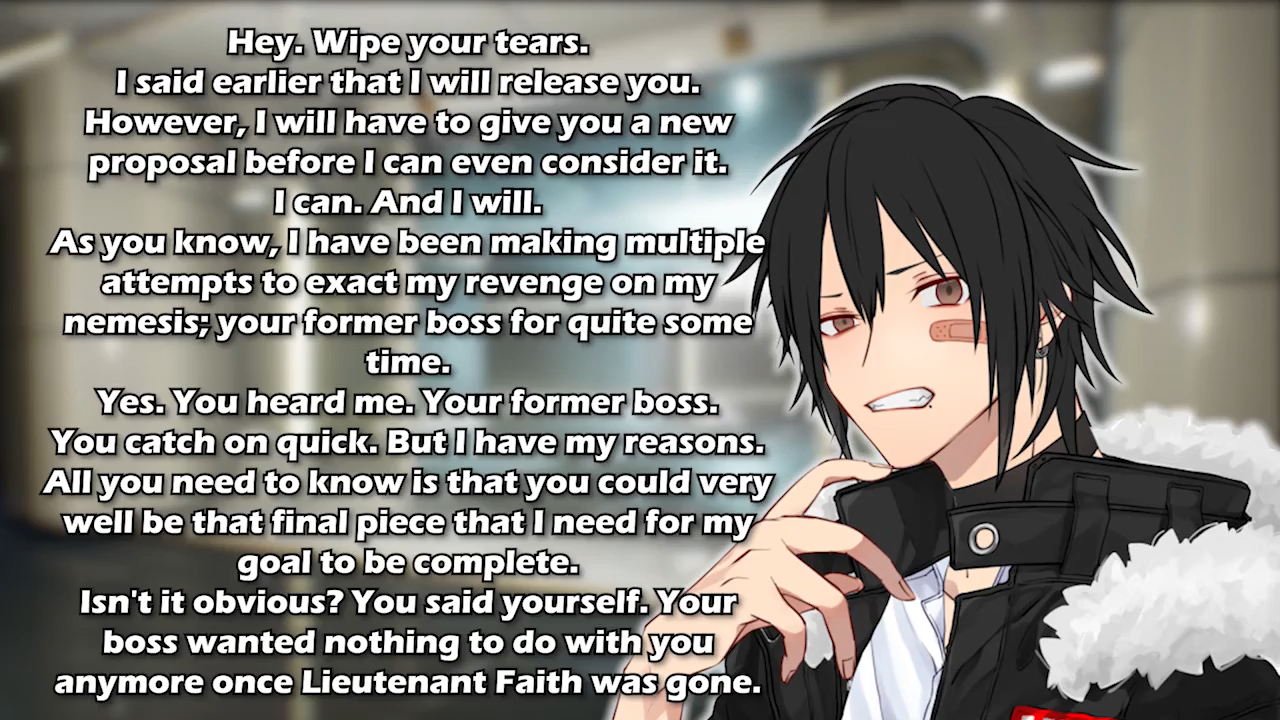 Hey. Wipe your tears.
I said earlier that I will release you.
However, I will have to give you a new
proposal before I can even consider it.
I can. And I will.
As you know, I have been making multiple
attempts to exact my revenge on my
nemesis; your former boss for quite some
time.
Yes. You heard me. Your former boss.
You catch on quick. But I have my reasons.
All you need to know is that you could very
well be that final piece that I need for my
goal to be complete.
Isn't it obvious? You said yourself. Your
boss wanted nothing to do with you
anymore once Lieutenant Faith was gone.